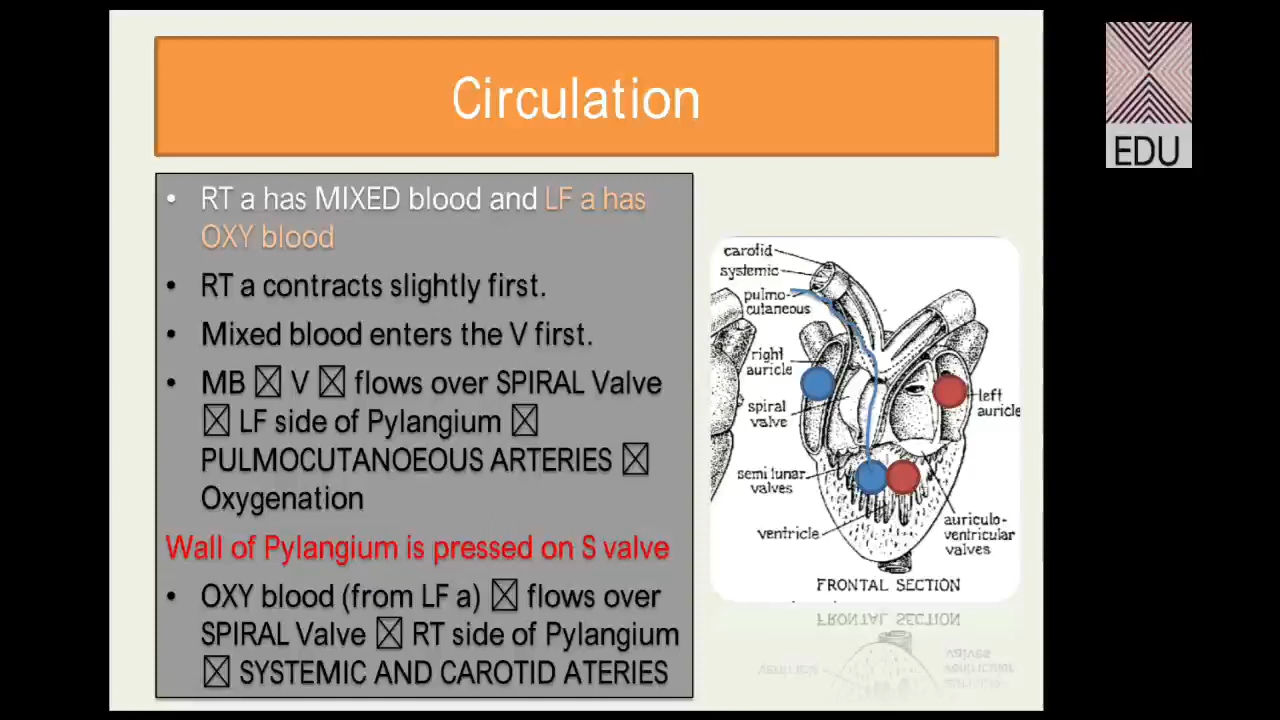 Circulation
EDU
• RT a has MIXED blood and LF a has
OXY blood
• RT a contracts slightly first.
• Mixed blood enters the V first.
• MB ☒ V ☒ flows over SPIRAL Valve
☒ LF side of Pylangium ☒
PULMOCUTANOEOUS ARTERIES ☒
Oxygenation
Wall of Pylangium is pressed on S valve
• OXY blood (from LF a) ☒ flows over
SPIRAL Valve ☒ RT side of Pylangium
☒ SYSTEMIC AND CAROTID ATERIES
carotid
systemic
pulmo-
cutaneous
right
auricle
spiral
valve
semi lunar
valves
ventricle
left
auricle
auriculo-
ventricular
valves
FRONTAL SECTION